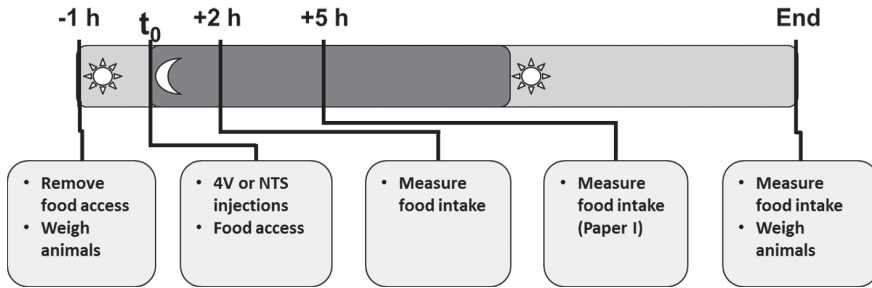 -1 h
t0
+2 h
+5 h
End
• Remove
food access
• Weigh
animals
• 4V or NTS
injections
• Food access
• Measure
food intake
• Measure
food intake
(Paper I)
• Measure
food intake
• Weigh
animals